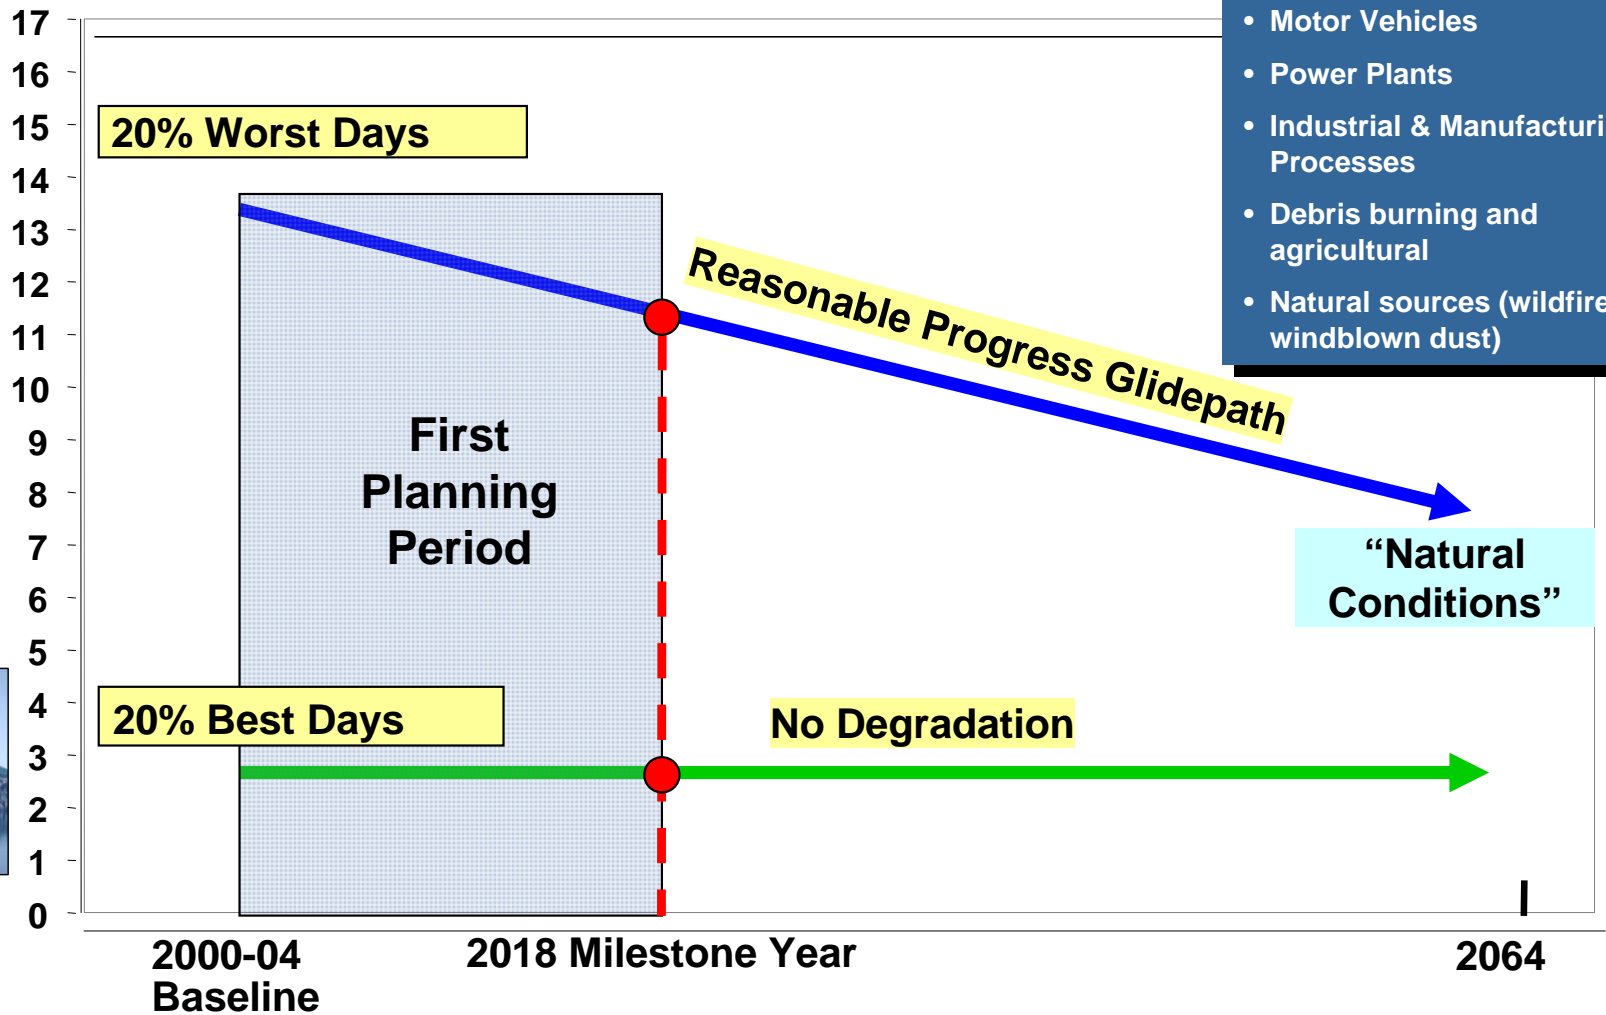 17
16
15
14
13
12
11
10
9
8
7
6
5
4
3
2
1
0
20% Worst Days
First
Planning
Period
20% Best Days
Reasonable Progress Glidepath
No Degradation
“Natural
Conditions”
• Motor Vehicles
• Power Plants
• Industrial & Manufacturi
Processes
• Debris burning and
agricultural
• Natural sources (wildfire
windblown dust)
2000-04
Baseline
2018 Milestone Year
2064